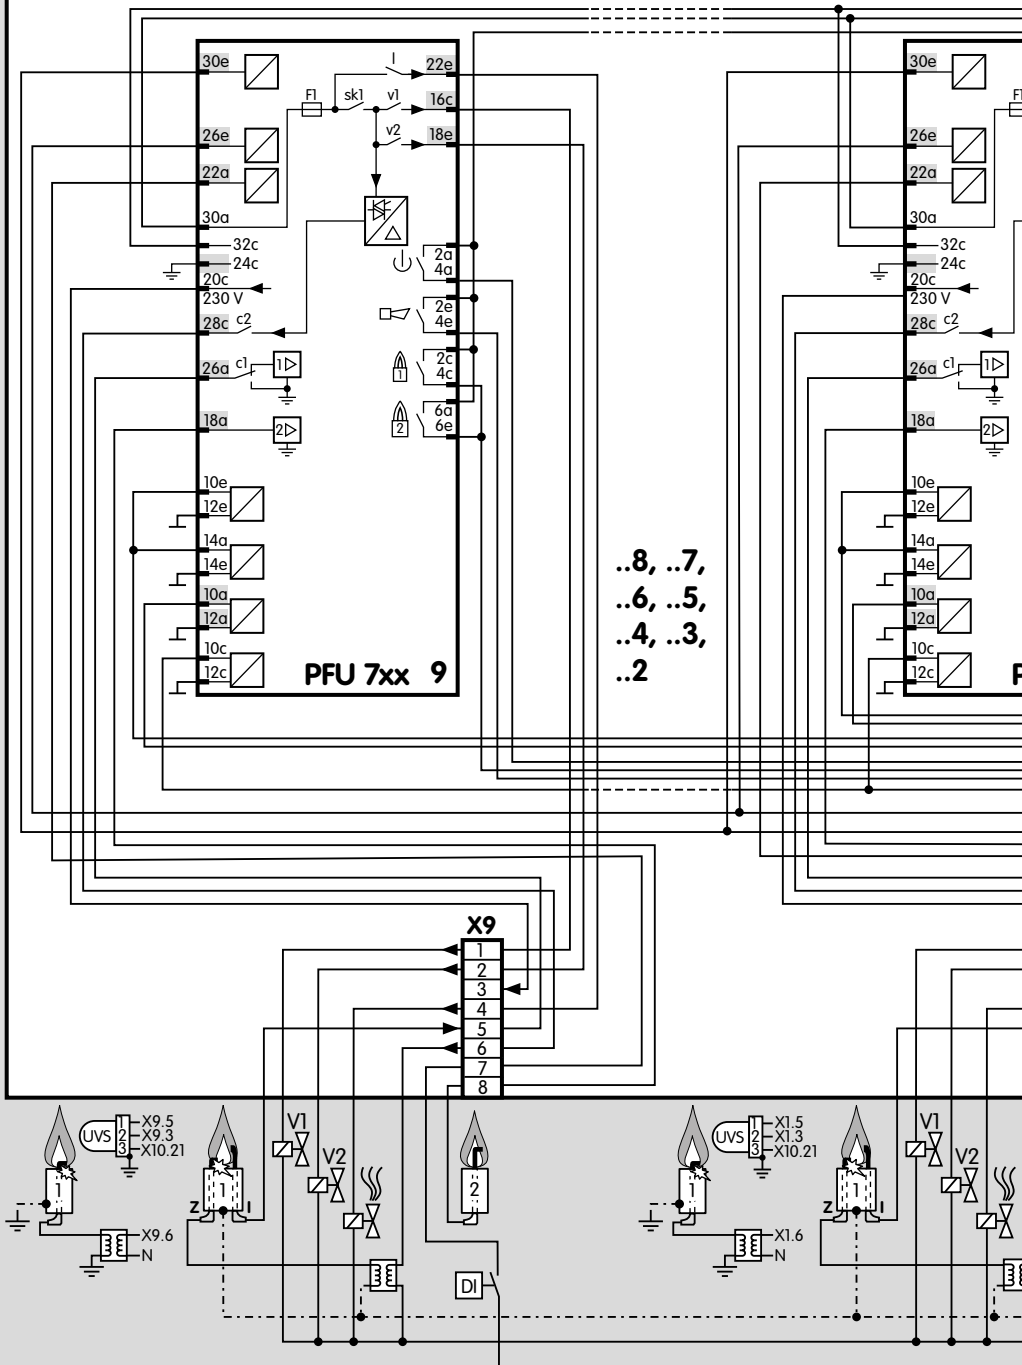 30e
26e
22a
30a
32c
24c
20c
230 V
28c
c2
26a
c1
1
18a
2
10e
12e
14a
14e
10a
12a
10c
12c
F1
sk1
I
v1
v2
22e
16c
18e
2a
4a
2e
4e
2c
4c
1
6a
6e
2
PFU 7xx 9
..8, ..7,
..6, ..5,
..4, ..3,
..2
30e
26e
22a
30a
32c
24c
20c
230 V
28c
c2
26a
c1
1
18a
2
10e
12e
14a
14e
10a
12a
10c
12c
F1
P
X9
1
2
3
4
5
6
7
8
UVS
1
2
3
X9.5
X9.3
X10.21
1
X9.6
N
1
Z
I
V1
V2
2
DI
UVS
1
2
3
X1.5
X1.3
X10.21
1
X1.6
N
1
Z
I
V1
V2